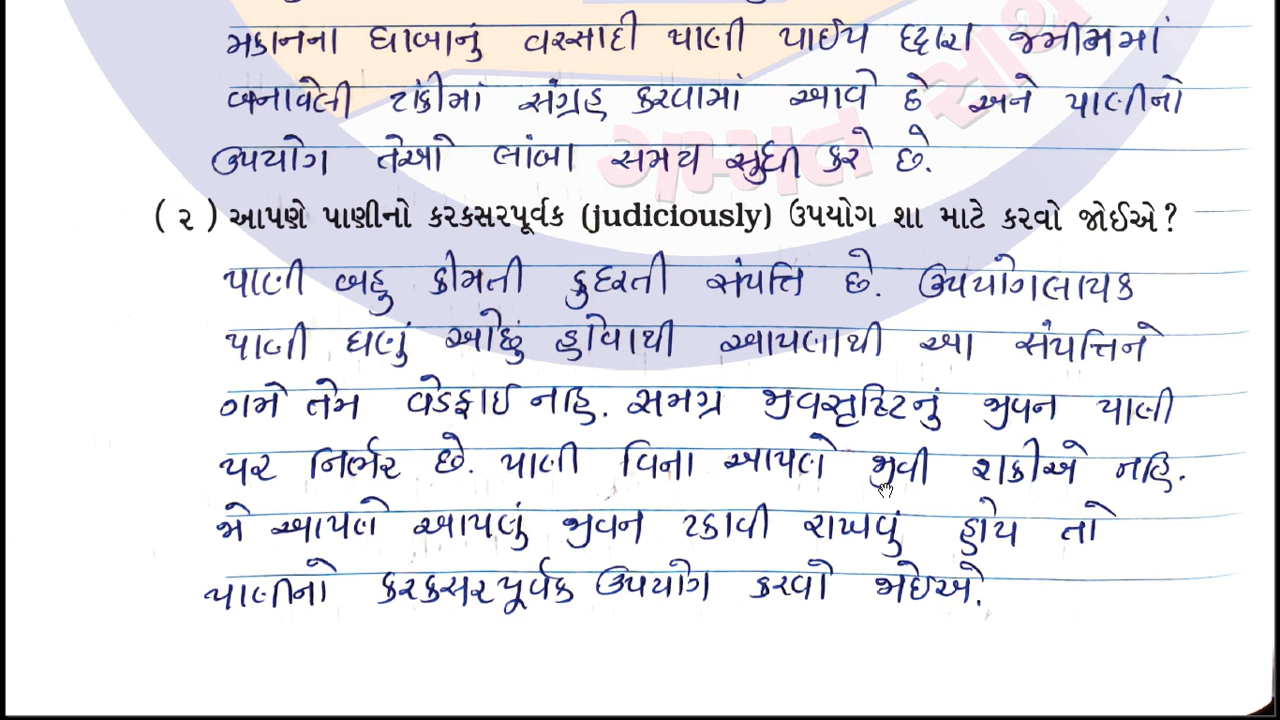 મકાનના ધાબાનું વરસાદી પાણી પાઈપ દ્વારા જમીનમાં
બનાવેલી ટાંકીમાં સંગ્રહ કરવામાં આવે છે અને પાણીનો
ઉપયોગ તેઓ લાંબા સમય સુધી કરે છે.
(૨) આપણે પાણીનો કરકસરપૂર્વક (judiciously) ઉપયોગ શા માટે કરવો જોઈએ?
પાણી બહુ કીમતી કુદરતી સંપત્તિ છે. ઉપયોગલાયક
પાણી ઘણું ઓછું હોવાથી આપણાથી આ સંપત્તિને
ગમે તેમ વેડફાઈ નહિ. સમગ્ર જીવસૃષ્ટિનું જીવન પાણી
પર નિર્ભર છે. પાણી વિના આપણે જીવી શકીએ નહિ.
જો આપણે આપણું જીવન ટકાવી રાખવું હોય તો
પાણીનો કરકસરપૂર્વક ઉપયોગ કરવો જોઈએ.
ગમ્મત સાથે